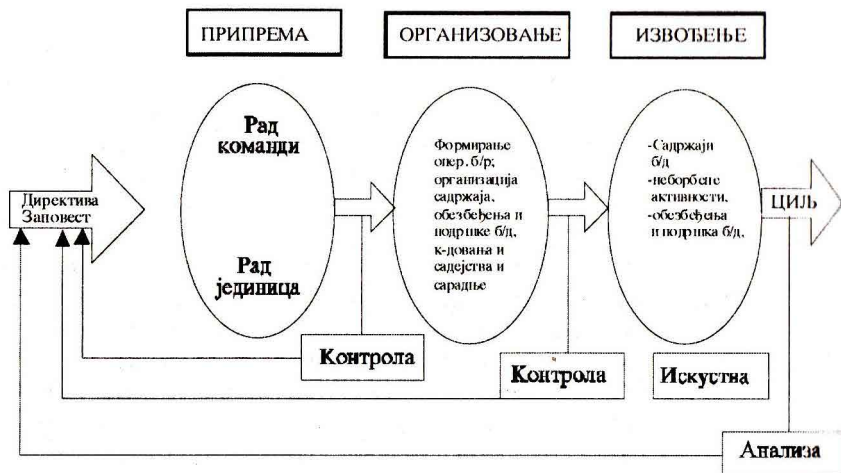 ПРИПРЕМА
ОРГАНИЗОВАЊЕ
ИЗВОЂЕЊЕ
Директива
Заповест
Рад
команди
Рад
јединица
Формирање
опер. б/р;
организација
садржаја,
обезбеђења и
подршке б/д,
к-довања и
садејства и
сарадње
-Садржаји
б/д
-неборбене
активности,
-обезбеђења
и подршка б/д,
ЦИЉ
Контрола
Контрола
Искуства
Анализа